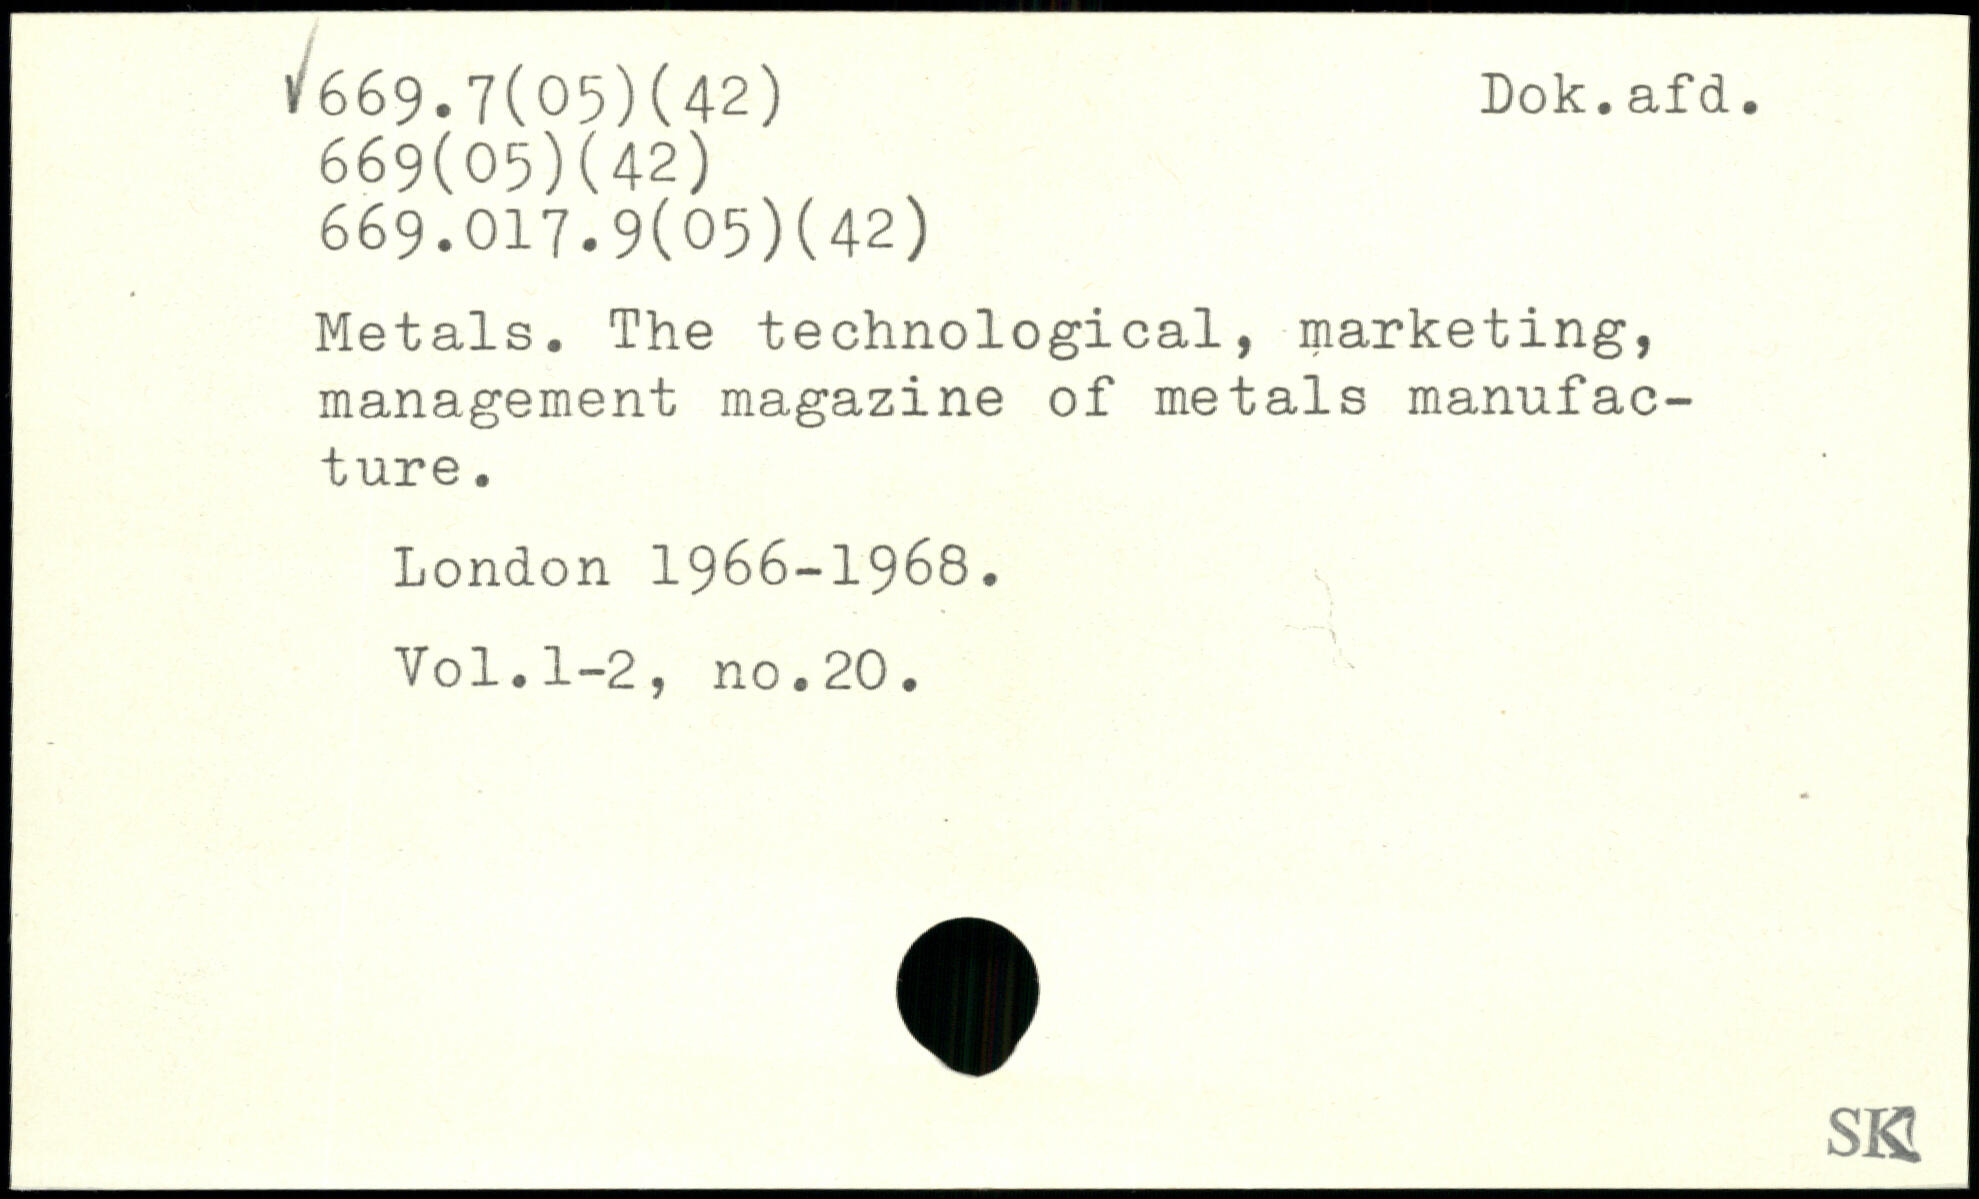 √669.7(05)(42) Dok.afd.
669(05)(42)
669.017.9(05)(42)
Metals. The technological, marketing,
management magazine of metals manufac-
ture.
London 1966-1968.
Vol.1-2, no.20.
SK